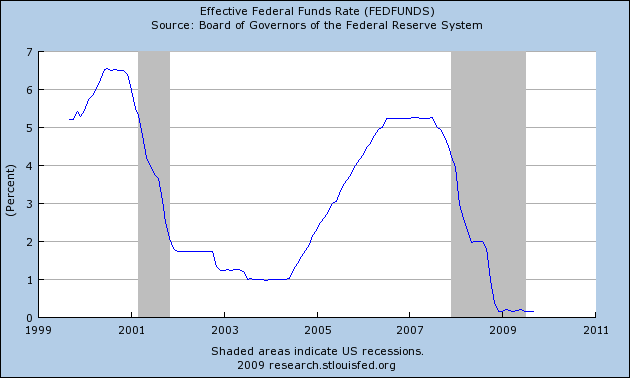 Effective Federal Funds Rate (FEDFUNDS)
Source: Board of Governors of the Federal Reserve System
7
6
5
4
3
2
1
0
(Percent)
1999 2001 2003 2005 2007 2009 2011
Shaded areas indicate US recessions.
2009 research.stlouisfed.org